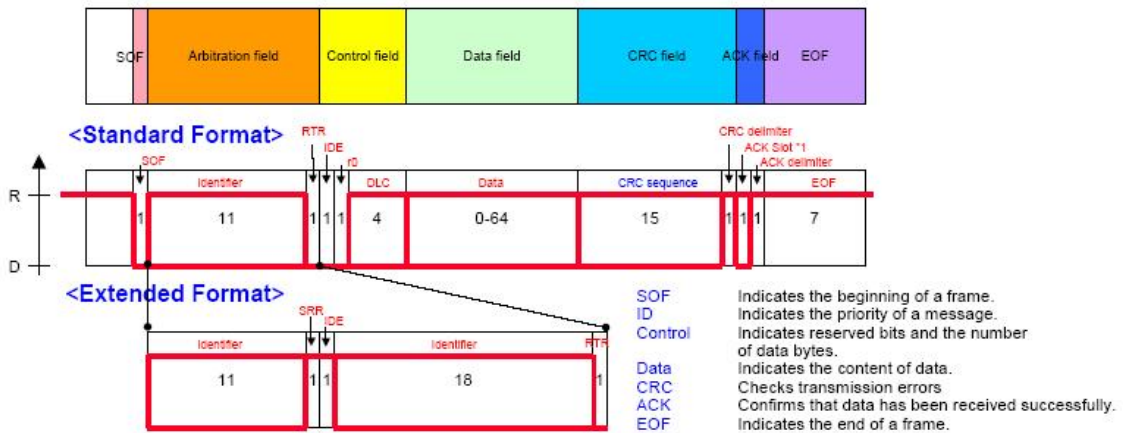 SOF Arbitration field Control field Data field CRC field ACK field EOF
<Standard Format>
RTR
IDE
r0
CRC delimiter
ACK Slot *1
ACK delimiter
SOF
Identifier DLC Data CRC sequence EOF
R
1 11 1 1 1 4 0-64 15 1 1 1 7
D
<Extended Format>
SRR
IDE
Identifier Identifier RTR
11 1 1 18 1
SOF Indicates the beginning of a frame.
ID Indicates the priority of a message.
Control Indicates reserved bits and the number
of data bytes.
Data Indicates the content of data.
CRC Checks transmission errors
ACK Confirms that data has been received successfully.
EOF Indicates the end of a frame.